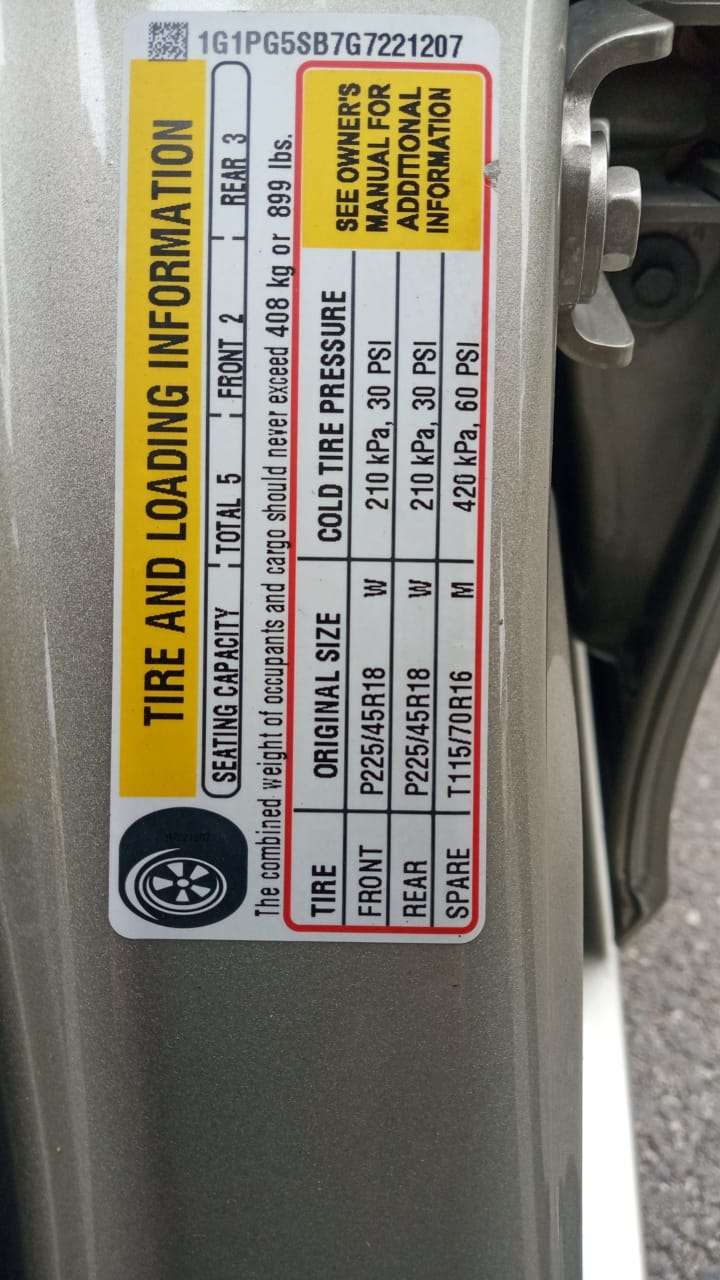 1G1PG5SB7G7221207
TIRE AND LOADING INFORMATION
SEATING CAPACITY TOTAL 5 FRONT 2 REAR 3
The combined weight of occupants and cargo should never exceed 408 kg or 899 lbs.
TIRE ORIGINAL SIZE COLD TIRE PRESSURE
FRONT P225/45R18 W 210 kPa, 30 PSI
REAR P225/45R18 W 210 kPa, 30 PSI
SPARE T115/70R16 M 420 kPa, 60 PSI
SEE OWNER'S
MANUAL FOR
ADDITIONAL
INFORMATION